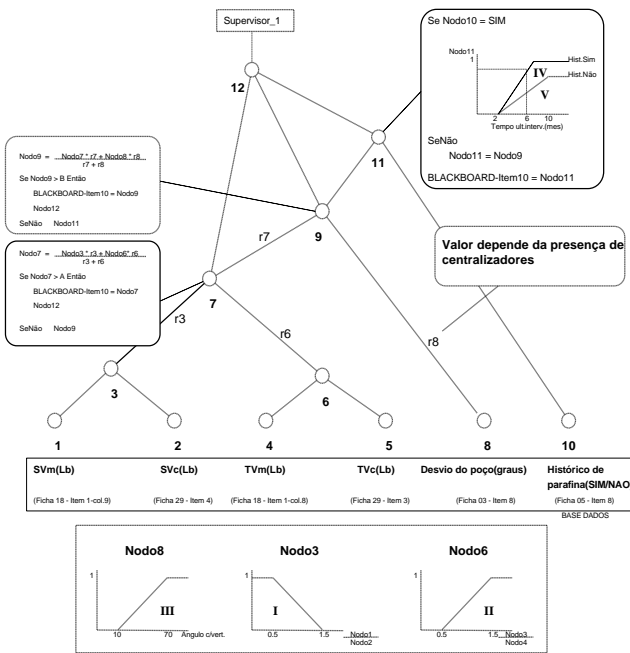 Supervisor_1
12
Se Nodo10 = SIM
Nodo11
1
Hist.Sim
IV
Hist.Não
V
2 6 10
Tempo ult.interv.(mes)
SeNão
Nodo11 = Nodo9
BLACKBOARD-Item10 = Nodo11
11
Nodo9 = Nodo7 * r7 + Nodo8 * r8
r7 + r8
Se Nodo9 > B Então
BLACKBOARD-Item10 = Nodo9
Nodo12
SeNão Nodo11
9
r7
Valor depende da presença de
centralizadores
Nodo7 = Nodo3 * r3 + Nodo6* r6
r3 + r6
Se Nodo7 > A Então
BLACKBOARD-Item10 = Nodo7
Nodo12
SeNão Nodo9
7
r3
r6
r8
3
6
1 2 4 5 8 10
SVm(Lb) SVc(Lb) TVm(Lb) TVc(Lb) Desvio do poço(graus) Histórico de
parafina(SIM/NAO
(Ficha 18 - Item 1-col.9) (Ficha 29 - Item 4) (Ficha 18 - Item 1-col.8) (Ficha 29 - Item 3) (Ficha 03 - Item 8) (Ficha 05 - Item 8)
BASE DADOS
Nodo8 Nodo3 Nodo6
1 1 1
III I II
10 70 Angulo c/vert. 0.5 1.5 Nodo1 0.5 1.5 Nodo3
Nodo2 Nodo4